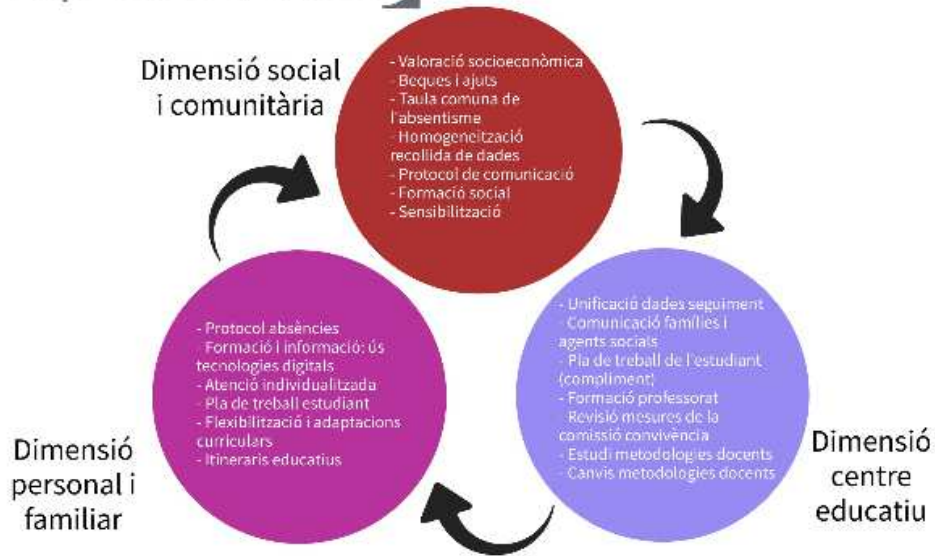 Dimensió social
i comunitària
- Valoració socioeconòmica
- Beques i ajuts
- Taula comuna de
l'absentisme
- Homogeneïtzació
recollida de dades
- Protocol de comunicació
- Formació social
- Sensibilització
- Protocol absències
- Formació i informació: ús
tecnologies digitals
- Atenció individualitzada
- Pla de treball estudiant
- Flexibilització i adaptacions
curriculars
- Itineraris educatius
Dimensió
personal i
familiar
- Unificació dades seguiment
- Comunicació famílies i
agents socials
- Pla de treball de l'estudiant
(compliment)
- Formació professorat
- Revisió mesures de la
comissió convivència
- Estudi metodologies docents
- Canvis metodologies docents
Dimensió
centre
educatiu